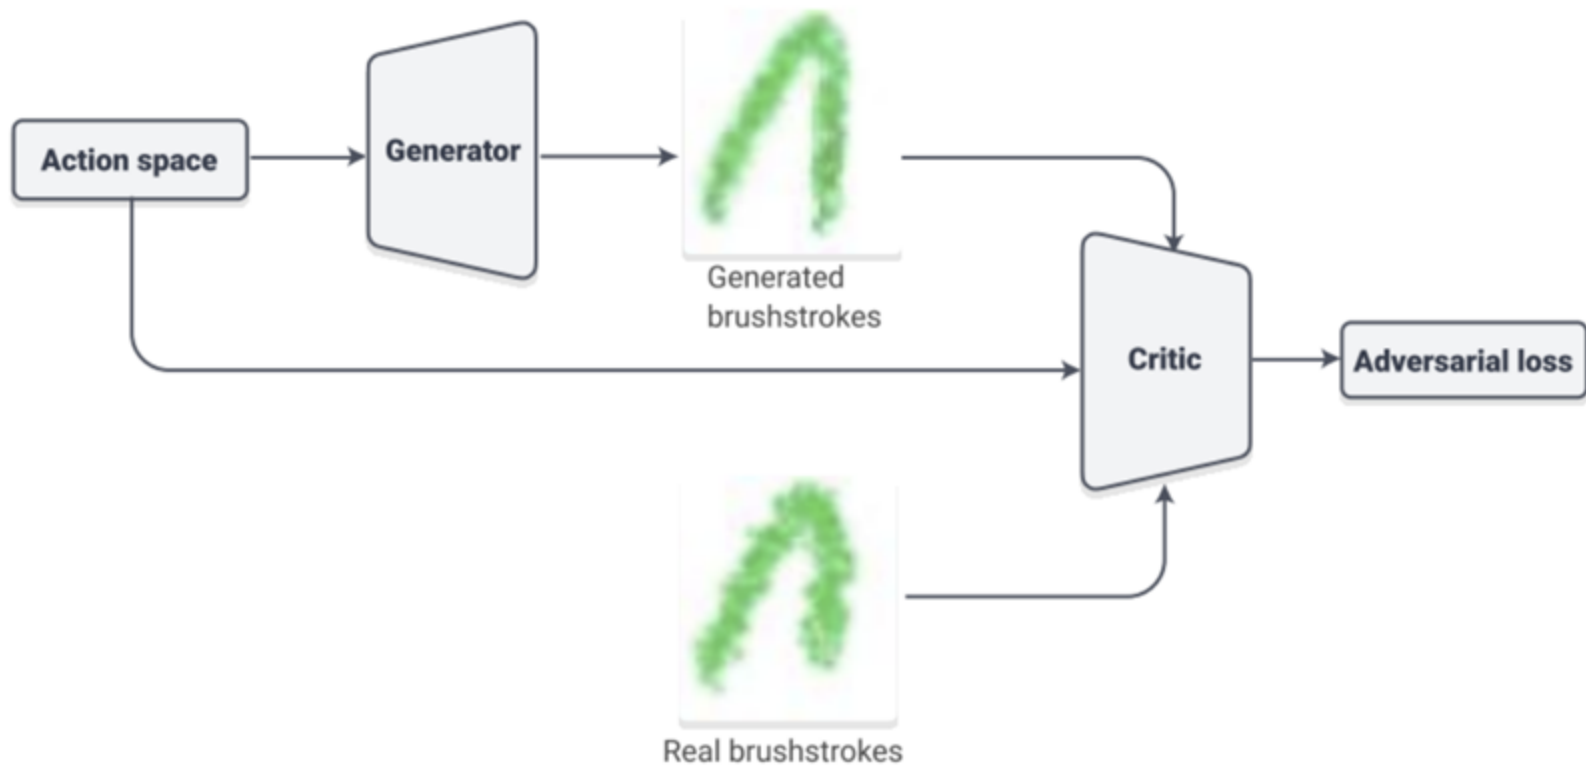 Action space
Generator
Generated
brushstrokes
Critic
Adversarial loss
Real brushstrokes